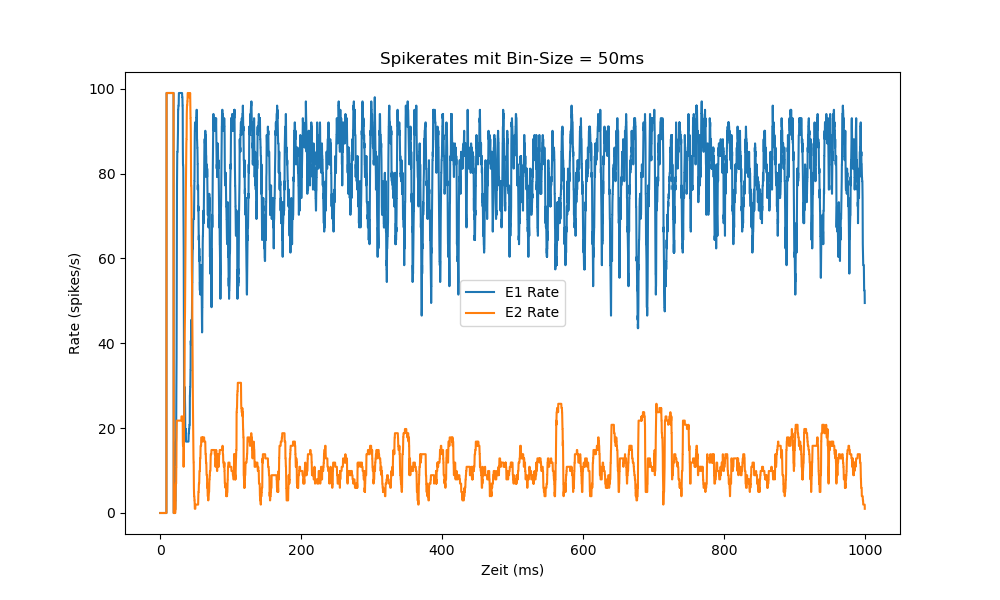 Spikerates mit Bin-Size = 50ms
100
80
60
40
20
0
Rate (spikes/s)
E1 Rate
E2 Rate
0 200 400 600 800 1000
Zeit (ms)